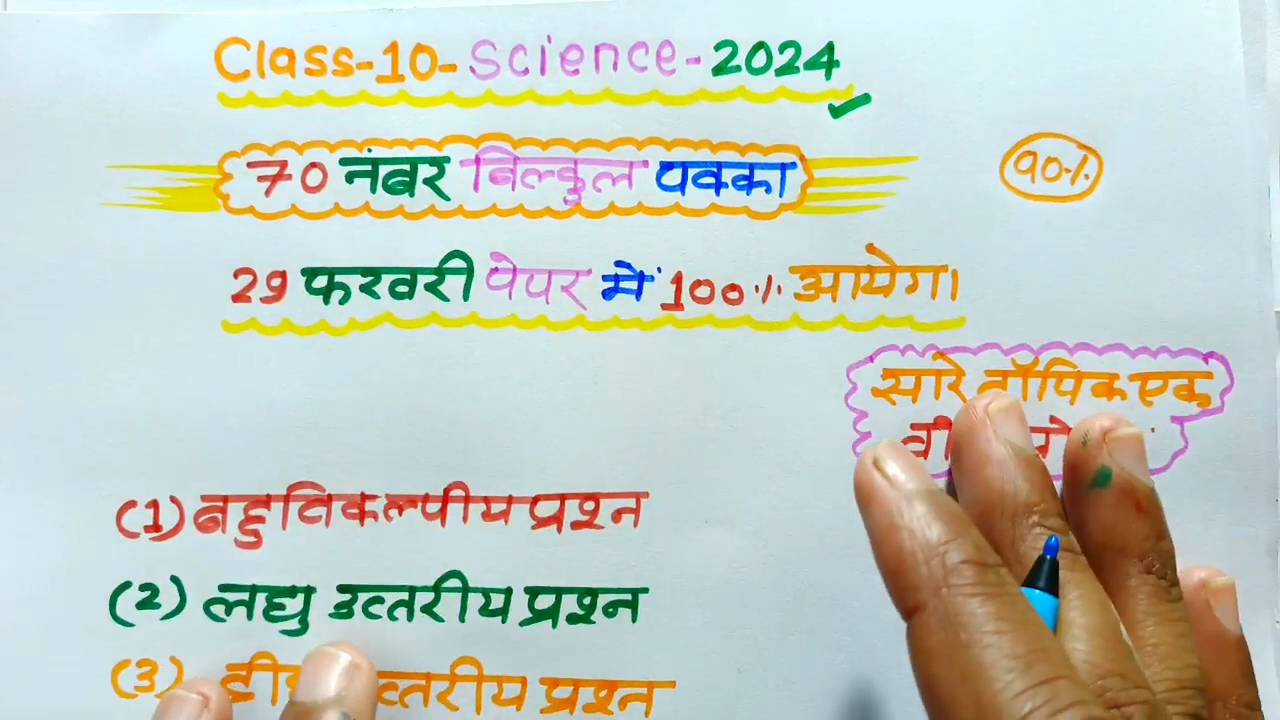 Class-10-Science-2024
70 नंबर बिल्कुल पक्का
90%
29 फरवरी पेपर में 100% आयेगा
सारे टॉपिक एक
(1) बहुविकल्पीय प्रश्न
(2) लघु उत्तरीय प्रश्न
(3) प्रश्न